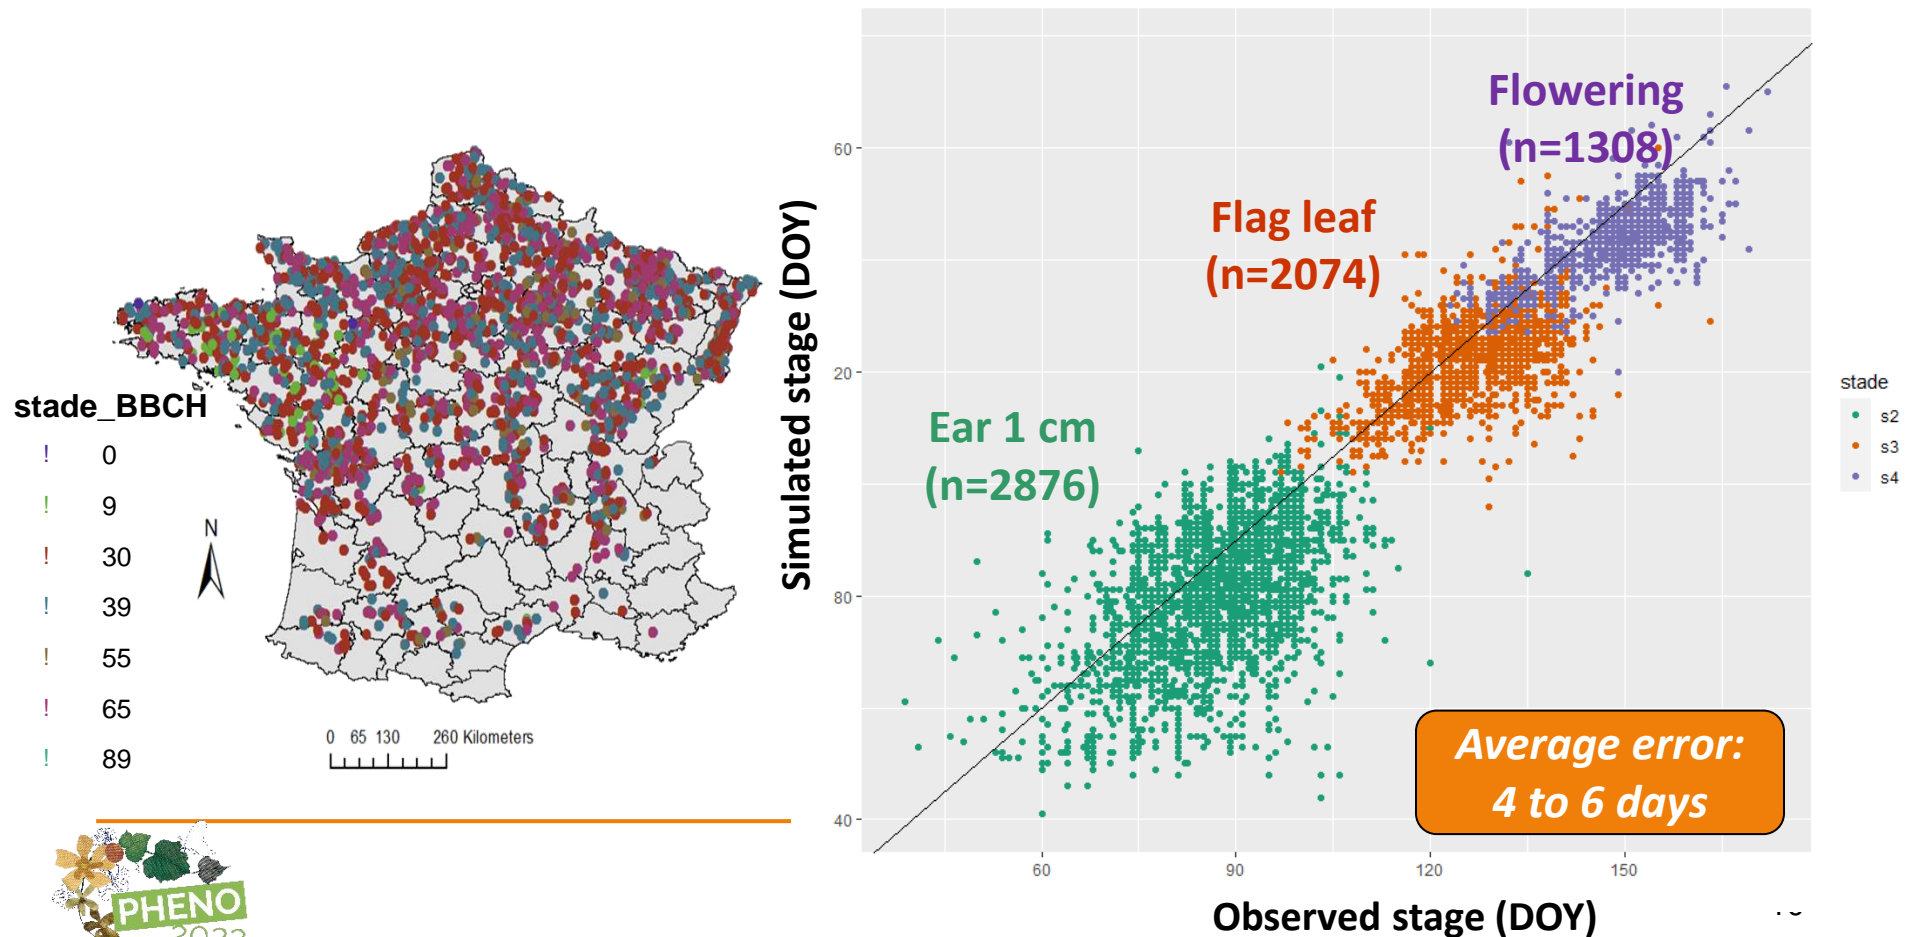 stade_BBCH
! 0
! 9
! 30
! 39
! 55
! 65
! 89
N
0 65 130 260 Kilometers
PHENO
Simulated stage (DOY)
60
20
80
40
Flowering
(n=1308)
Flag leaf
(n=2074)
Ear 1 cm
(n=2876)
Average error:
4 to 6 days
60 90 120 150
Observed stage (DOY)
stade
s2
s3
s4